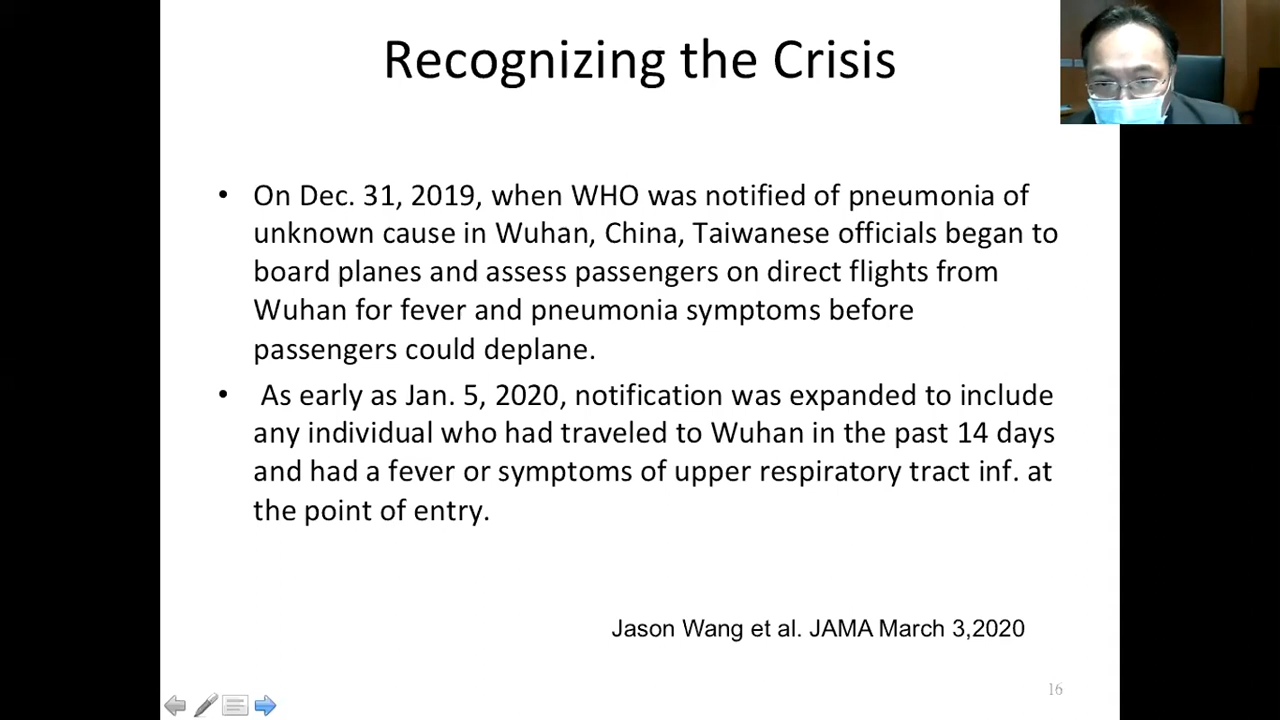 Recognizing the Crisis
• On Dec. 31, 2019, when WHO was notified of pneumonia of
unknown cause in Wuhan, China, Taiwanese officials began to
board planes and assess passengers on direct flights from
Wuhan for fever and pneumonia symptoms before
passengers could deplane.
• As early as Jan. 5, 2020, notification was expanded to include
any individual who had traveled to Wuhan in the past 14 days
and had a fever or symptoms of upper respiratory tract inf. at
the point of entry.
Jason Wang et al. JAMA March 3,2020
16